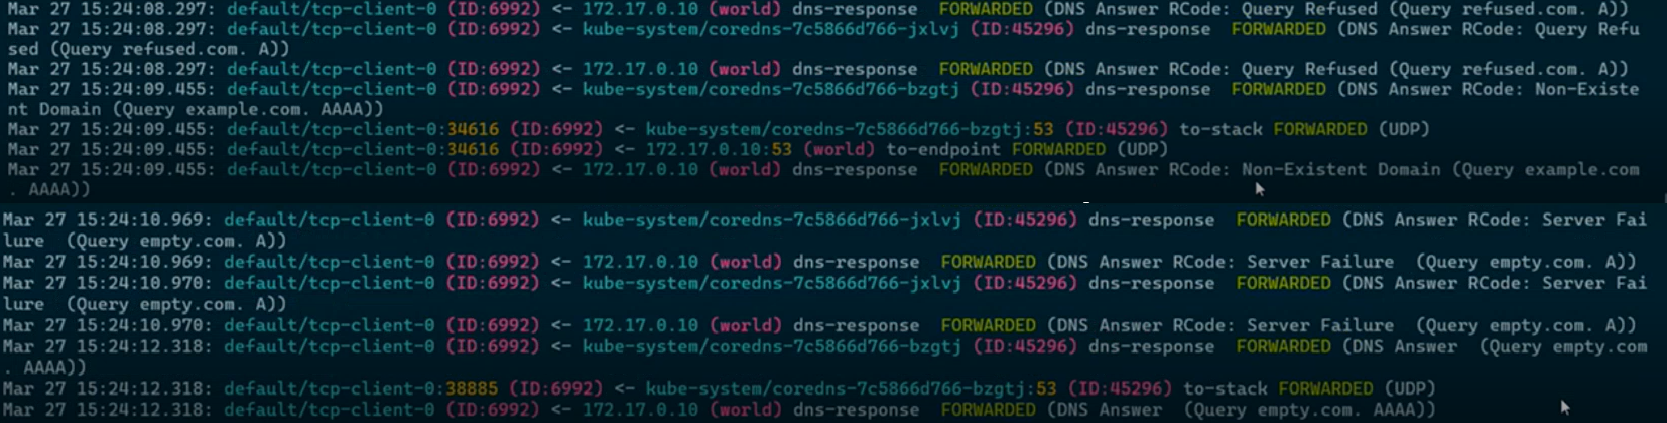 Mar 27 15:24:08.297: default/tcp-client-0 (ID:6992) <- 172.17.0.10 (world) dns-response  FORWARDED (DNS Answer RCode: Query Refused (Query refused.com. A))
Mar 27 15:24:08.297: default/tcp-client-0 (ID:6992) <- kube-system/coredns-7c5866d766-jxlvj (ID:45296) dns-response  FORWARDED (DNS Answer RCode: Query Refu
sed (Query refused.com. A))
Mar 27 15:24:08.297: default/tcp-client-0 (ID:6992) <- 172.17.0.10 (world) dns-response  FORWARDED (DNS Answer RCode: Query Refused (Query refused.com. A))
Mar 27 15:24:09.455: default/tcp-client-0 (ID:6992) <- kube-system/coredns-7c5866d766-bzgtj (ID:45296) dns-response  FORWARDED (DNS Answer RCode: Non-Existe
nt Domain (Query example.com. AAAA))
Mar 27 15:24:09.455: default/tcp-client-0:34616 (ID:6992) <- kube-system/coredns-7c5866d766-bzgtj:53 (ID:45296) to-stack FORWARDED (UDP)
Mar 27 15:24:09.455: default/tcp-client-0:34616 (ID:6992) <- 172.17.0.10:53 (world) to-endpoint FORWARDED (UDP)
Mar 27 15:24:09.455: default/tcp-client-0 (ID:6992) <- 172.17.0.10 (world) dns-response  FORWARDED (DNS Answer RCode: Non-Existent Domain (Query example.com
. AAAA))
Mar 27 15:24:10.969: default/tcp-client-0 (ID:6992) <- kube-system/coredns-7c5866d766-jxlvj (ID:45296) dns-response  FORWARDED (DNS Answer RCode: Server Fai
lure  (Query empty.com. A))
Mar 27 15:24:10.969: default/tcp-client-0 (ID:6992) <- 172.17.0.10 (world) dns-response  FORWARDED (DNS Answer RCode: Server Failure  (Query empty.com. A))
Mar 27 15:24:10.970: default/tcp-client-0 (ID:6992) <- kube-system/coredns-7c5866d766-jxlvj (ID:45296) dns-response  FORWARDED (DNS Answer RCode: Server Fai
lure  (Query empty.com. A))
Mar 27 15:24:10.970: default/tcp-client-0 (ID:6992) <- 172.17.0.10 (world) dns-response  FORWARDED (DNS Answer RCode: Server Failure  (Query empty.com. A))
Mar 27 15:24:12.318: default/tcp-client-0 (ID:6992) <- kube-system/coredns-7c5866d766-bzgtj (ID:45296) dns-response  FORWARDED (DNS Answer  (Query empty.com
. AAAA))
Mar 27 15:24:12.318: default/tcp-client-0:38885 (ID:6992) <- kube-system/coredns-7c5866d766-bzgtj:53 (ID:45296) to-stack FORWARDED (UDP)
Mar 27 15:24:12.318: default/tcp-client-0 (ID:6992) <- 172.17.0.10 (world) dns-response  FORWARDED (DNS Answer  (Query empty.com. AAAA))